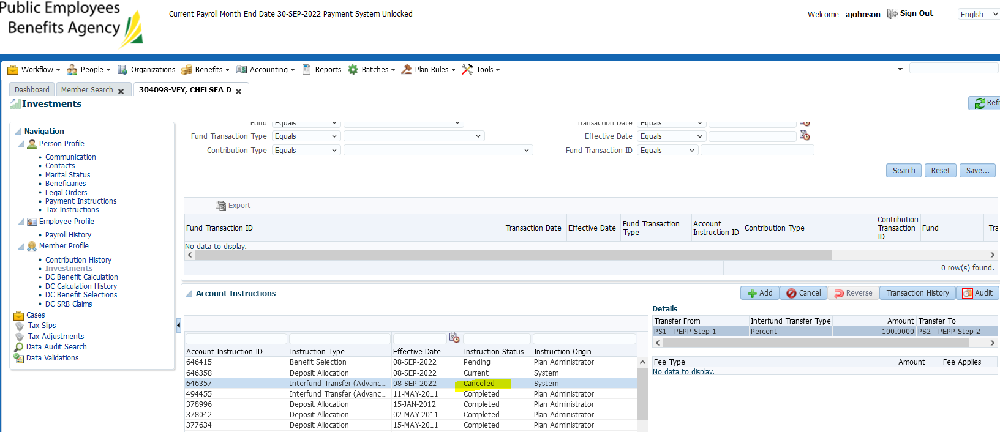 Public Employees
Benefits Agency
Current Payroll Month End Date 30-SEP-2022 Payment System Unlocked
Welcome ajohnson Sign Out English
Workflow People Organizations Benefits Accounting Reports Batches Plan Rules Tools
Dashboard Member Search 304098-VEY, CHELSEA D
Investments
Refr
Navigation
Person Profile
Communication
Contacts
Marital Status
Beneficiaries
Legal Orders
Payment Instructions
Tax Instructions
Employee Profile
Payroll History
Member Profile
Contribution History
Investments
DC Benefit Calculation
DC Calculation History
DC Benefit Selections
DC SRB Claims
Cases
Tax Slips
Tax Adjustments
Data Audit Search
Data Validations
Fund Equals Transaction Date Equals
Fund Transaction Type Equals Effective Date Equals
Contribution Type Equals Fund Transaction ID Equals
Search Reset Save...
Export
Fund Transaction ID Transaction Date Effective Date Fund Transaction Type Account Instruction ID Contribution Type Contribution Transaction ID Fund Tra
No data to display.
0 row(s) found.
Account Instructions
Add Cancel Reverse Transaction History Audit
Account Instruction ID Instruction Type Effective Date Instruction Status Instruction Origin
646415 Benefit Selection 08-SEP-2022 Pending Plan Administrator
646358 Deposit Allocation 08-SEP-2022 Current System
646357 Interfund Transfer (Advanc... 08-SEP-2022 Cancelled System
494455 Interfund Transfer (Advanc... 11-MAY-2011 Completed Plan Administrator
378996 Deposit Allocation 15-JAN-2012 Completed Plan Administrator
378042 Deposit Allocation 02-MAY-2011 Completed Plan Administrator
377634 Deposit Allocation 15-MAY-2011 Completed Plan Administrator
Details
Transfer From Interfund Transfer Type Amount Transfer To
PS1 - PEPP Step 1 Percent 100.0000 PS2 - PEPP Step 2
Fee Type Amount Fee Applies
No data to display.